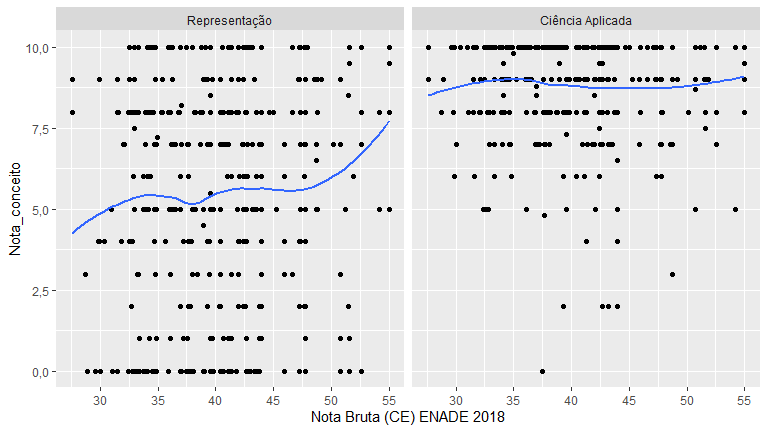 Representação
Ciência Aplicada
Nota_conceito
10,0
7,5
5,0
2,5
0,0
30 35 40 45 50 55
30 35 40 45 50 55
Nota Bruta (CE) ENADE 2018